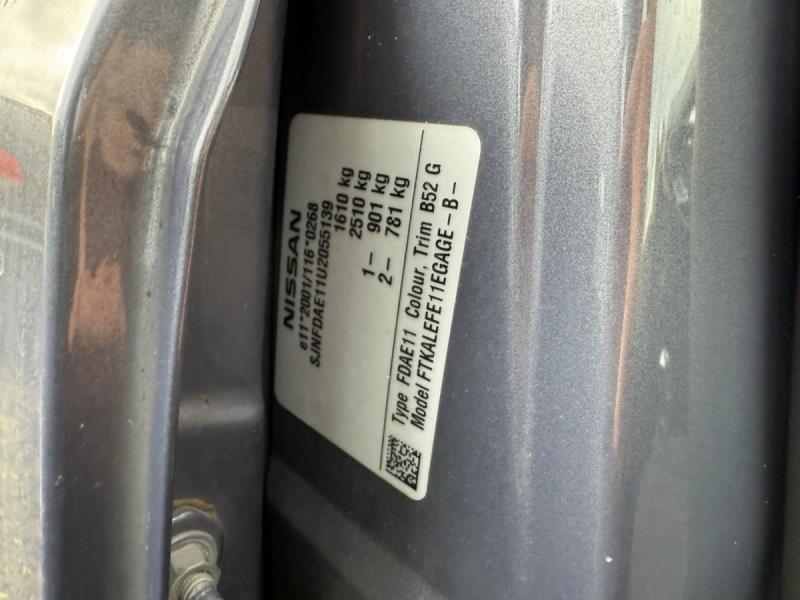 NISSAN
e11*2001/116*0268
SJNFDAE11U2055139
1610 kg
2510 kg
1- 901 kg
2- 781 kg
Type FDAE11 Colour, Trim B52 G
Model FTKALEFE11EGAGE-B-